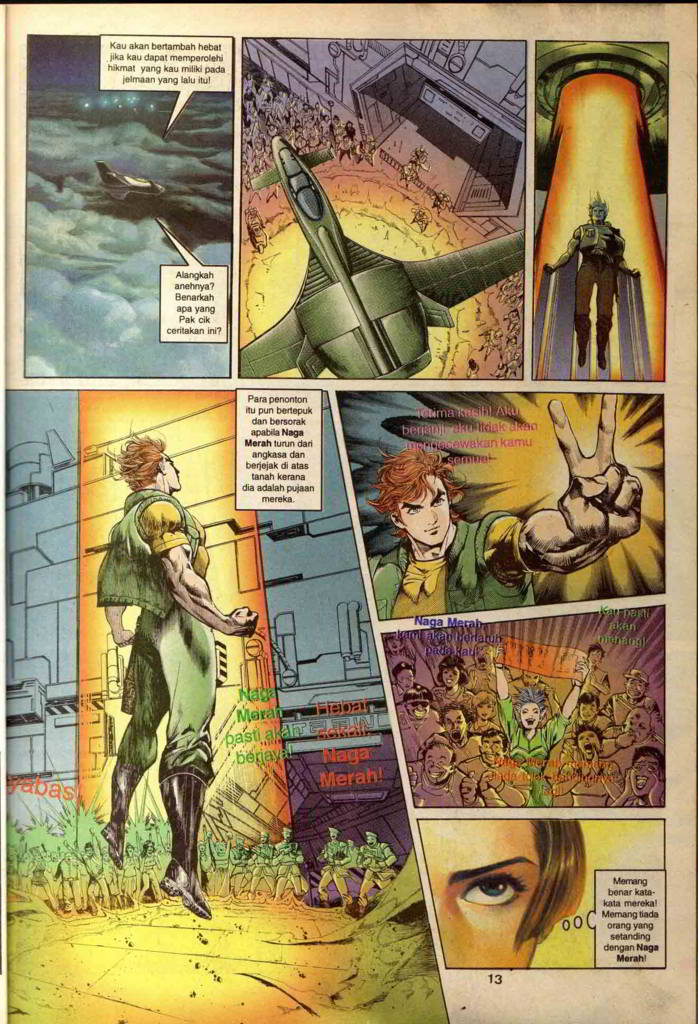 Kau akan bertambah hebat
jika kau dapat memperolehi
hikmat yang kau miliki pada
jelmaan yang lalu itu!
Alangkah
anehnya?
Benarkah
apa yang
Pak cik
ceritakan ini?
Para penonton
itu pun bertepuk
dan bersorak
apabila Naga
Merah turun dari
angkasa dan
berjejak di atas
tanah kerana
dia adalah pujaan
mereka.
Terima kasih! Aku
berjanji, aku tidak akan
mengecewakan kamu
semua!
Naga
Merah
pasti akan
berjaya!
Hebat
sekali,
Naga
Merah!
yabas!
Naga Merah,
kami akan bertaruh
pada kau!
Kau pasti
akan
menang!
Naga Merah
tiada
Memang
benar kata-
kata mereka!
Memang tiada
orang yang
setanding
dengan Naga
Merah!
13